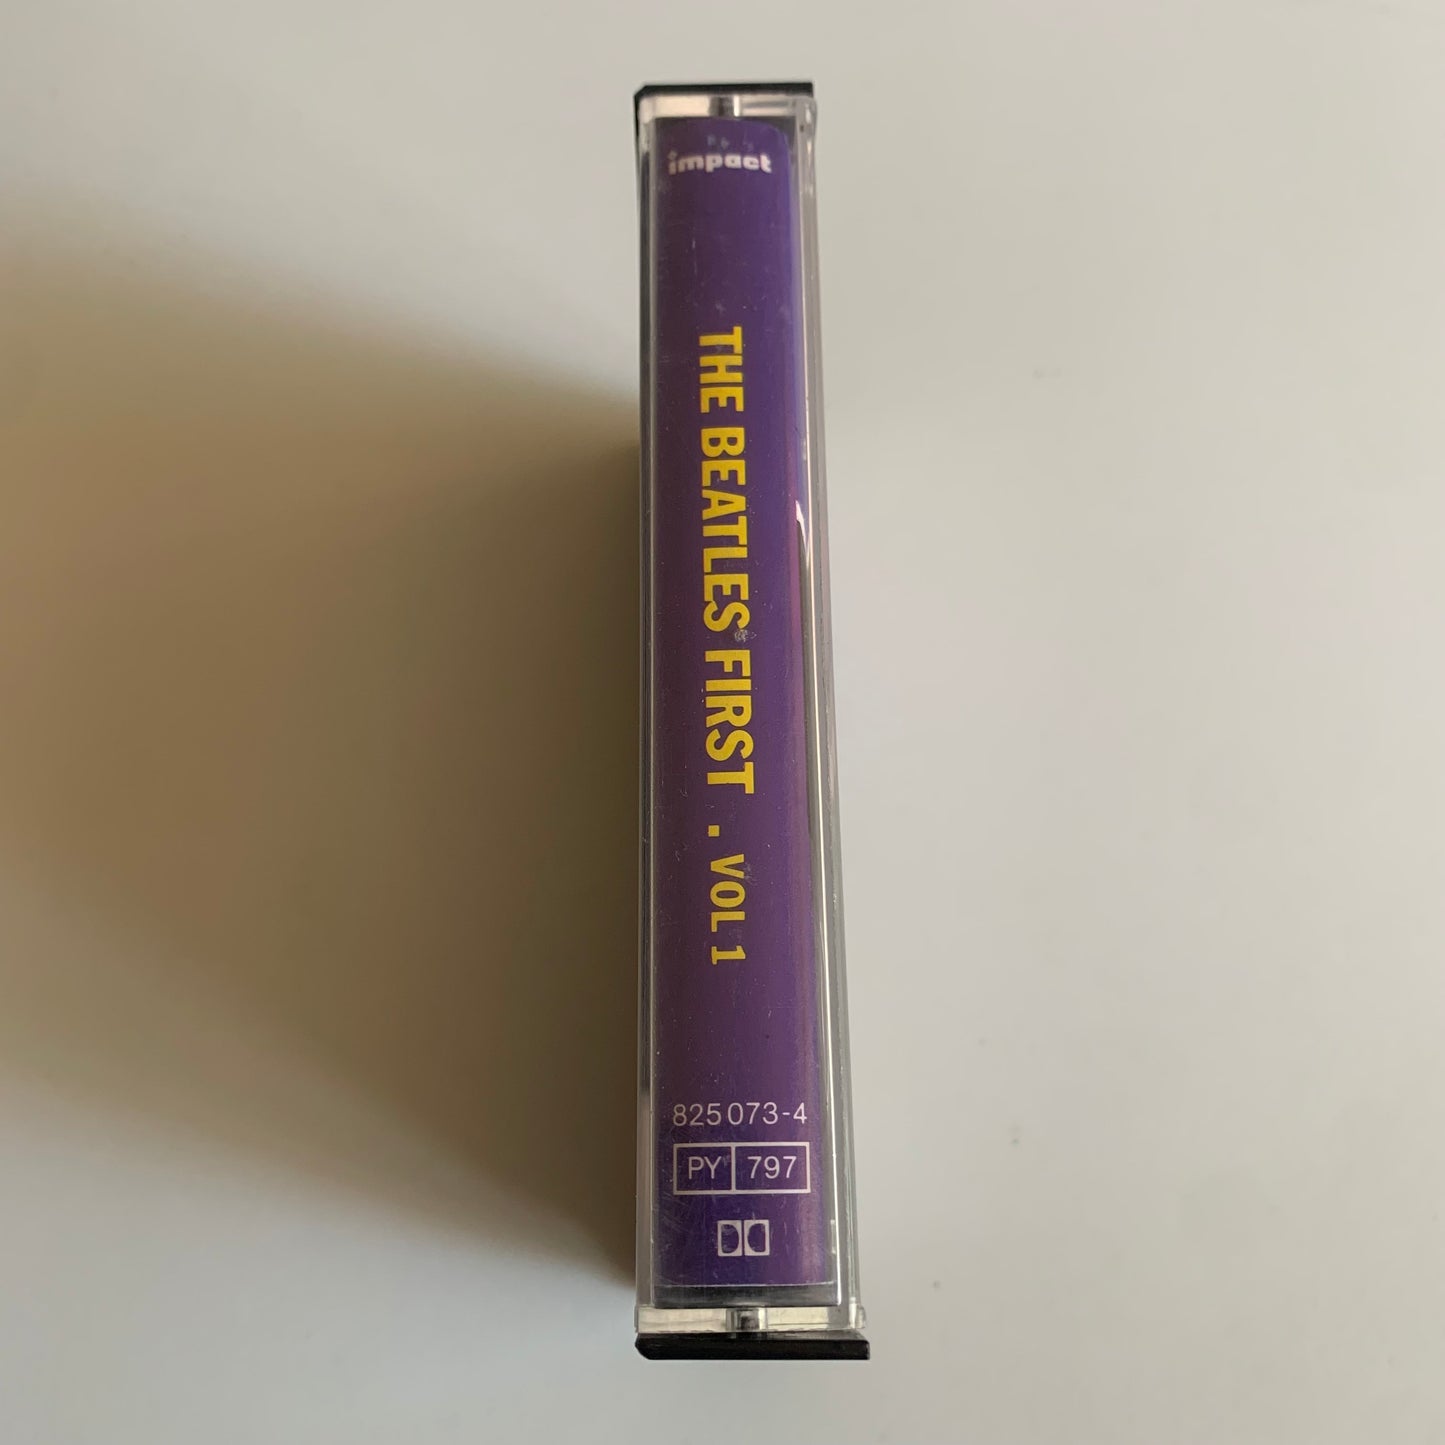 impact
THE BEATLES FIRST . VOL 1
825 073-4
PY 797